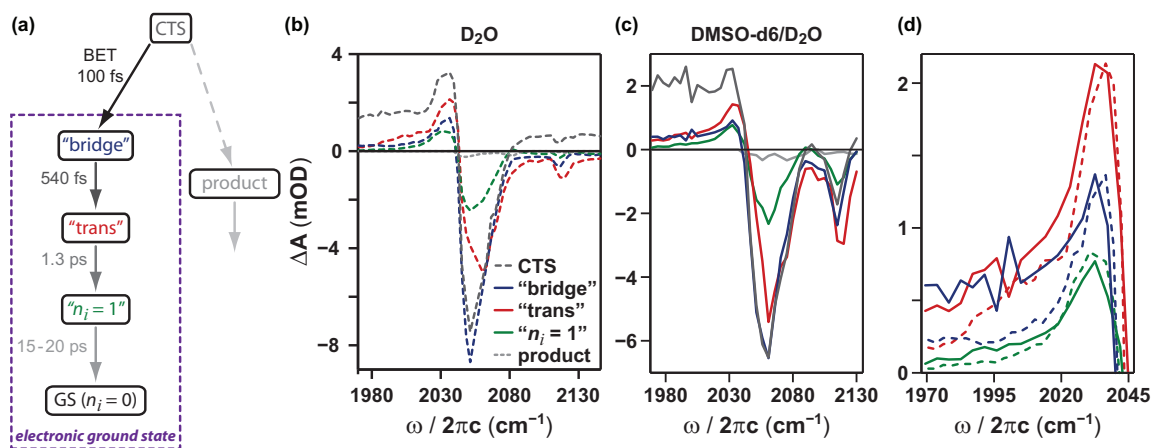 (a)
CTS
BET
100 fs
"bridge"
540 fs
"trans"
1.3 ps
"nᵢ = 1"
15-20 ps
GS (nᵢ = 0)
electronic ground state
product
(b)
D₂O
ΔA (mOD)
4
0
−4
−8
1980 2030 2080 2130
ω / 2πc (cm⁻¹)
CTS
"bridge"
"trans"
"nᵢ = 1"
product
(c)
DMSO-d6/D₂O
2
0
−2
−4
−6
1980 2030 2080 2130
ω / 2πc (cm⁻¹)
(d)
2
1
0
1970 1995 2020 2045
ω / 2πc (cm⁻¹)